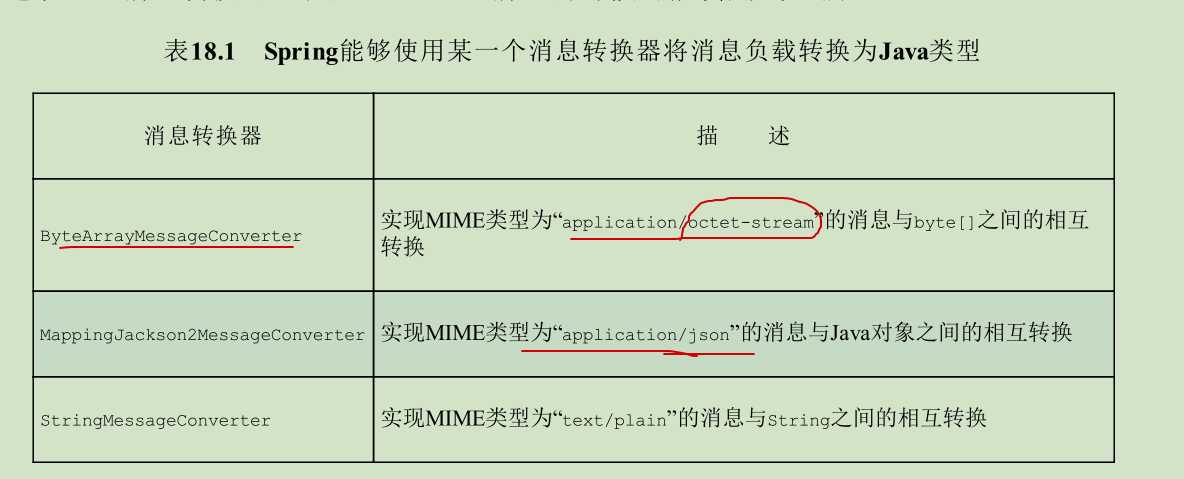 表18.1 Spring能够使用某一个消息转换器将消息负载转换为Java类型
消息转换器
描 述
ByteArrayMessageConverter
实现MIME类型为“application/octet-stream”的消息与byte[]之间的相互
转换
MappingJackson2MessageConverter
实现MIME类型为“application/json”的消息与Java对象之间的相互转换
StringMessageConverter
实现MIME类型为“text/plain”的消息与String之间的相互转换